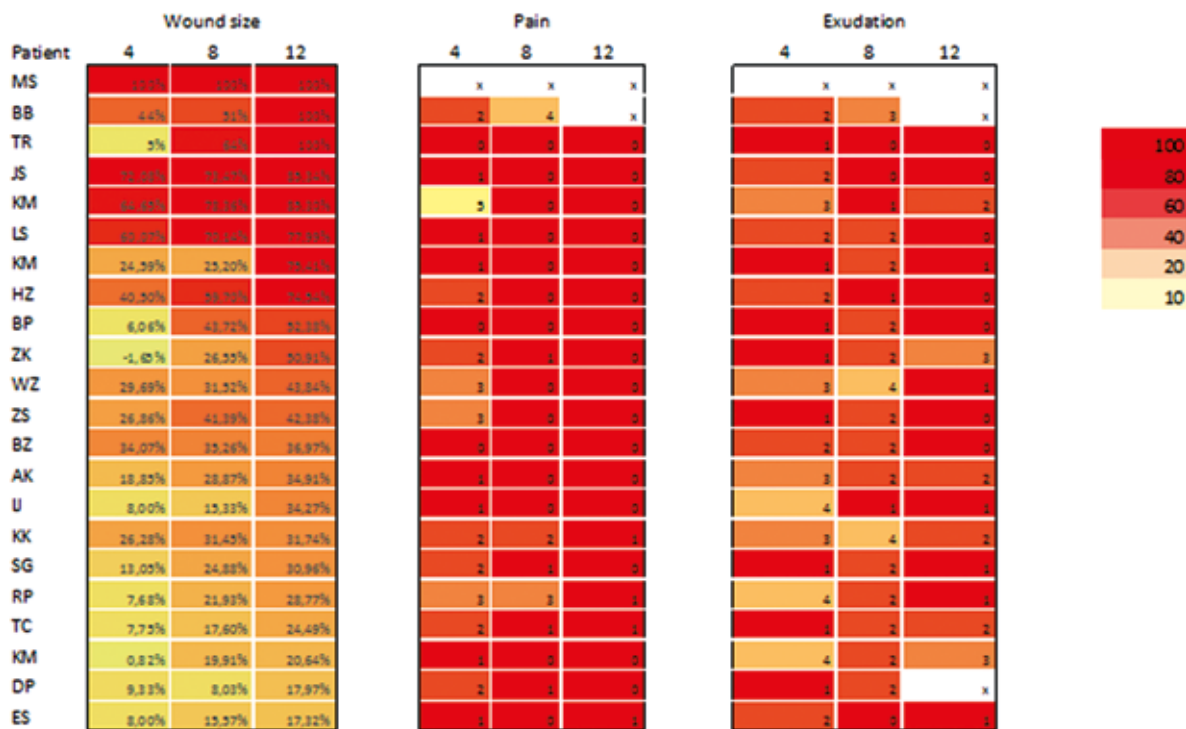 Wound size Pain Exudation
Patient 4 8 12 4 8 12 4 8 12
MS 100% 100% 100% x x x x x x
BB 44% 51% 100% 2 4 x 2 3 x
TR 5% 64% 100% 0 0 0 1 0 0 100
JS 1 0 0 2 0 0 80
KM 5 0 0 3 1 2 60
LS 1 0 0 2 2 0 40
KM 24,59% 25,20% 1 0 0 1 2 1 20
HZ 40,50% 2 0 0 2 1 0 10
BP 6,06% 43,72% 52,38% 0 0 0 1 2 0
ZK -1,65% 26,55% 50,91% 2 1 0 1 2 3
WZ 29,69% 31,52% 43,84% 3 0 0 3 4 1
ZS 26,86% 41,39% 42,38% 3 0 0 1 2 0
BZ 34,07% 35,26% 36,97% 0 0 0 2 2 0
AK 18,85% 28,87% 34,91% 1 0 0 3 2 2
IJ 8,00% 15,33% 34,27% 1 0 0 4 1 1
KK 26,28% 31,45% 31,74% 2 2 1 3 4 2
SG 13,05% 24,88% 30,96% 2 1 0 1 2 1
RP 7,68% 21,93% 28,77% 3 3 1 4 2 1
TC 7,75% 17,60% 24,49% 2 1 1 1 2 2
KM 0,82% 19,91% 20,64% 1 0 0 4 2 3
DP 9,33% 8,03% 17,97% 2 1 0 1 2 x
ES 8,00% 15,57% 17,32% 1 0 1 2 0 1